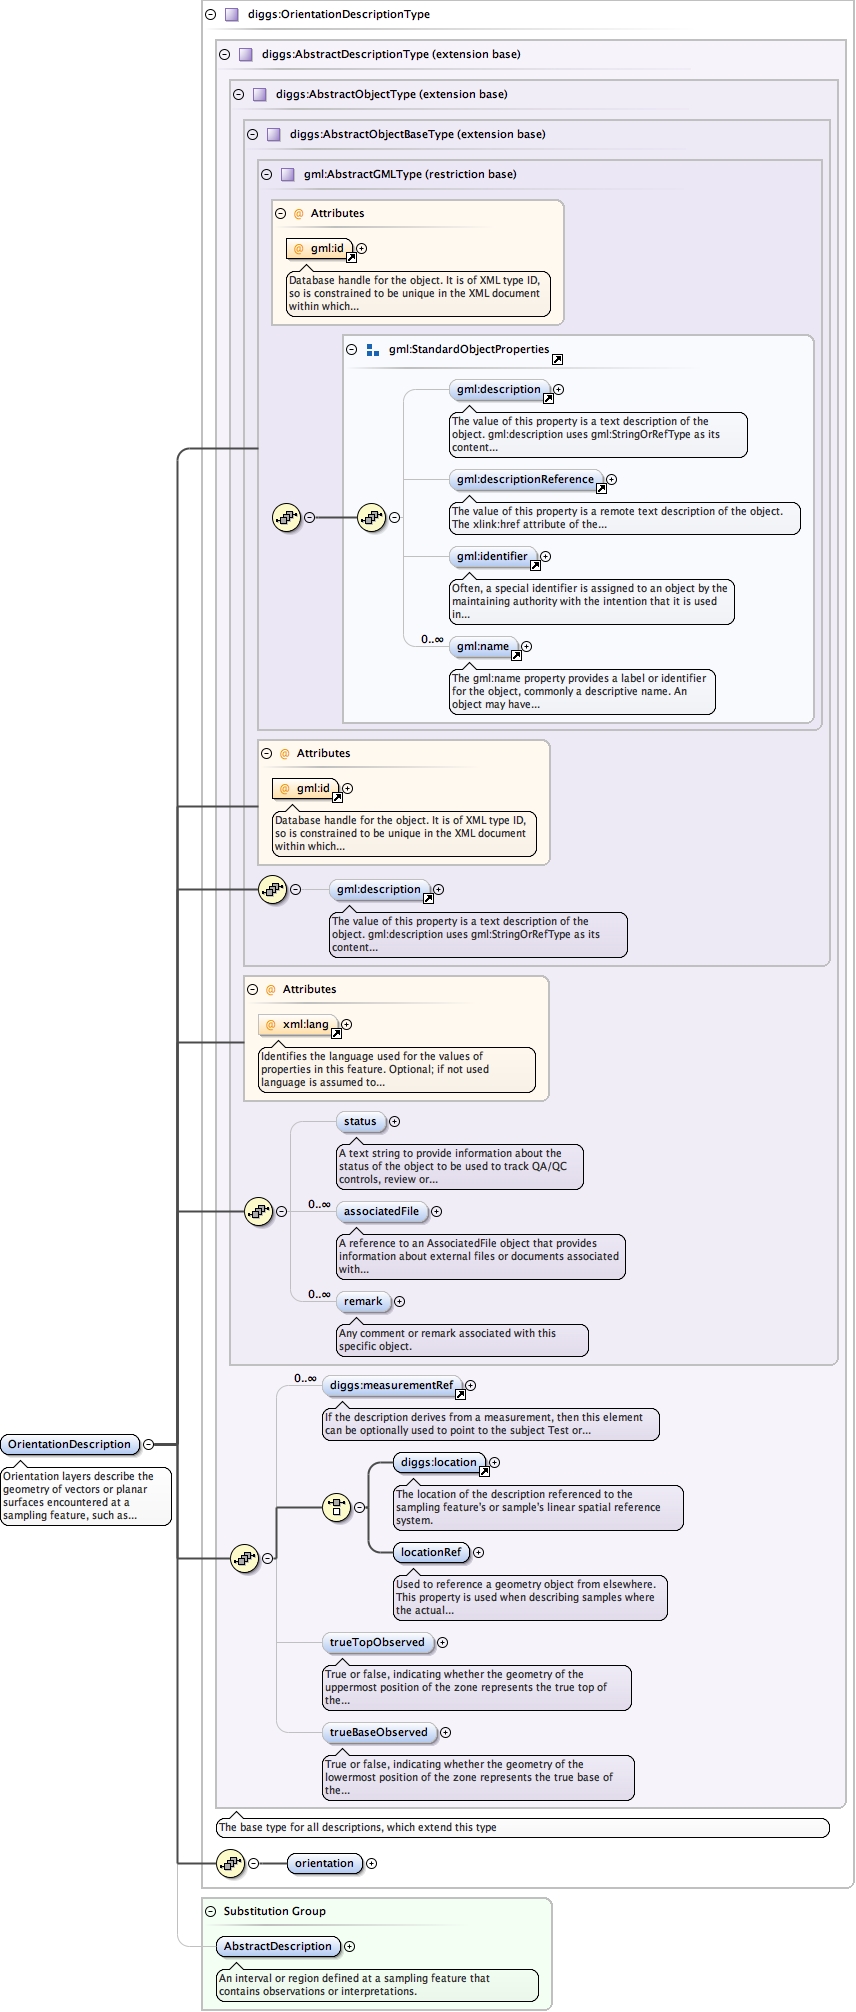 diggs:OrientationDescriptionType
diggs:AbstractDescriptionType (extension base)
diggs:AbstractObjectType (extension base)
diggs:AbstractObjectBaseType (extension base)
gml:AbstractGMLType (restriction base)
@ Attributes
@ gml:id
Database handle for the object. It is of XML type ID,
so is constrained to be unique in the XML document
within which...
gml:StandardObjectProperties
gml:description
The value of this property is a text description of the
object. gml:description uses gml:StringOrRefType as its
content...
gml:descriptionReference
The value of this property is a remote text description of the object.
The xlink:href attribute of the...
gml:identifier
Often, a special identifier is assigned to an object by the
maintaining authority with the intention that it is used
in...
0..∞
gml:name
The gml:name property provides a label or identifier
for the object, commonly a descriptive name. An
object may have...
@ Attributes
@ gml:id
Database handle for the object. It is of XML type ID,
so is constrained to be unique in the XML document
within which...
gml:description
The value of this property is a text description of the
object. gml:description uses gml:StringOrRefType as its
content...
@ Attributes
@ xml:lang
Identifies the language used for the values of
properties in this feature. Optional; if not used
language is assumed to...
status
A text string to provide information about the
status of the object to be used to track QA/QC
controls, review or...
0..∞
associatedFile
A reference to an AssociatedFile object that provides
information about external files or documents associated
with...
0..∞
remark
Any comment or remark associated with this
specific object.
0..∞
diggs:measurementRef
If the description derives from a measurement, then this element
can be optionally used to point to the subject Test or...
OrientationDescription
Orientation layers describe the
geometry of vectors or planar
surfaces encountered at a
sampling feature, such as...
diggs:location
The location of the description referenced to the
sampling feature's or sample's linear spatial reference
system.
locationRef
Used to reference a geometry object from elsewhere.
This property is used when describing samples where
the actual...
trueTopObserved
True or false, indicating whether the geometry of the
uppermost position of the zone represents the true top of
the...
trueBaseObserved
True or false, indicating whether the geometry of the
lowermost position of the zone represents the true base of
the...
The base type for all descriptions, which extend this type
orientation
Substitution Group
AbstractDescription
An interval or region defined at a sampling feature that
contains observations or interpretations.